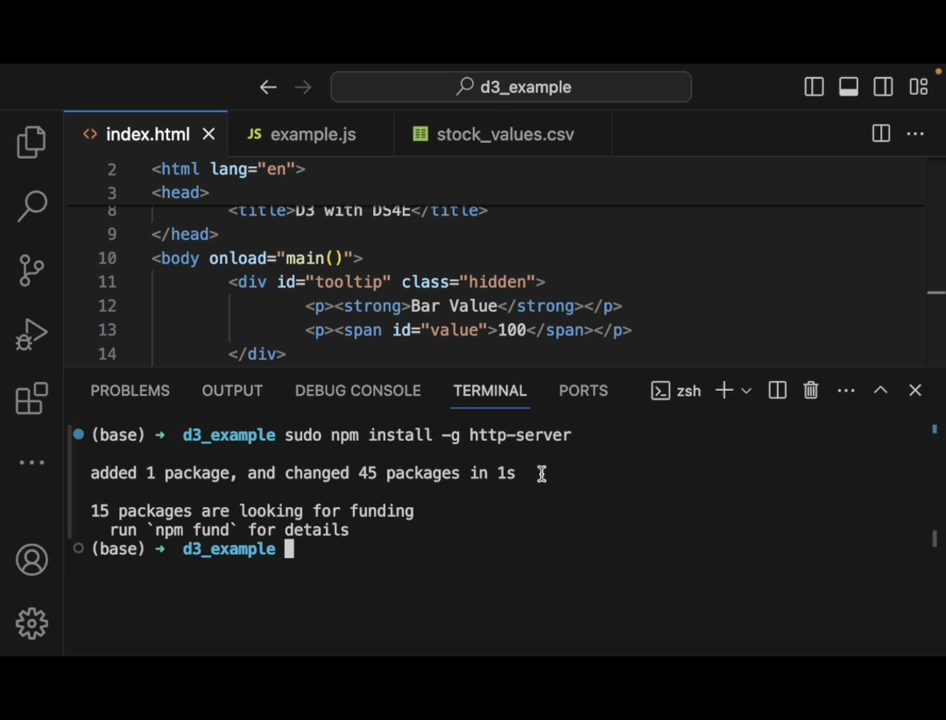 d3_example
index.html
JS example.js
stock_values.csv
2 <html lang="en">
3 <head>
8 <title>D3 with DS4E</title>
9 </head>
10 <body onload="main()">
11 <div id="tooltip" class="hidden">
12 <p><strong>Bar Value</strong></p>
13 <p><span id="value">100</span></p>
14 </div>
PROBLEMS OUTPUT DEBUG CONSOLE TERMINAL PORTS zsh
(base) → d3_example sudo npm install -g http-server
added 1 package, and changed 45 packages in 1s
15 packages are looking for funding
run `npm fund` for details
(base) → d3_example